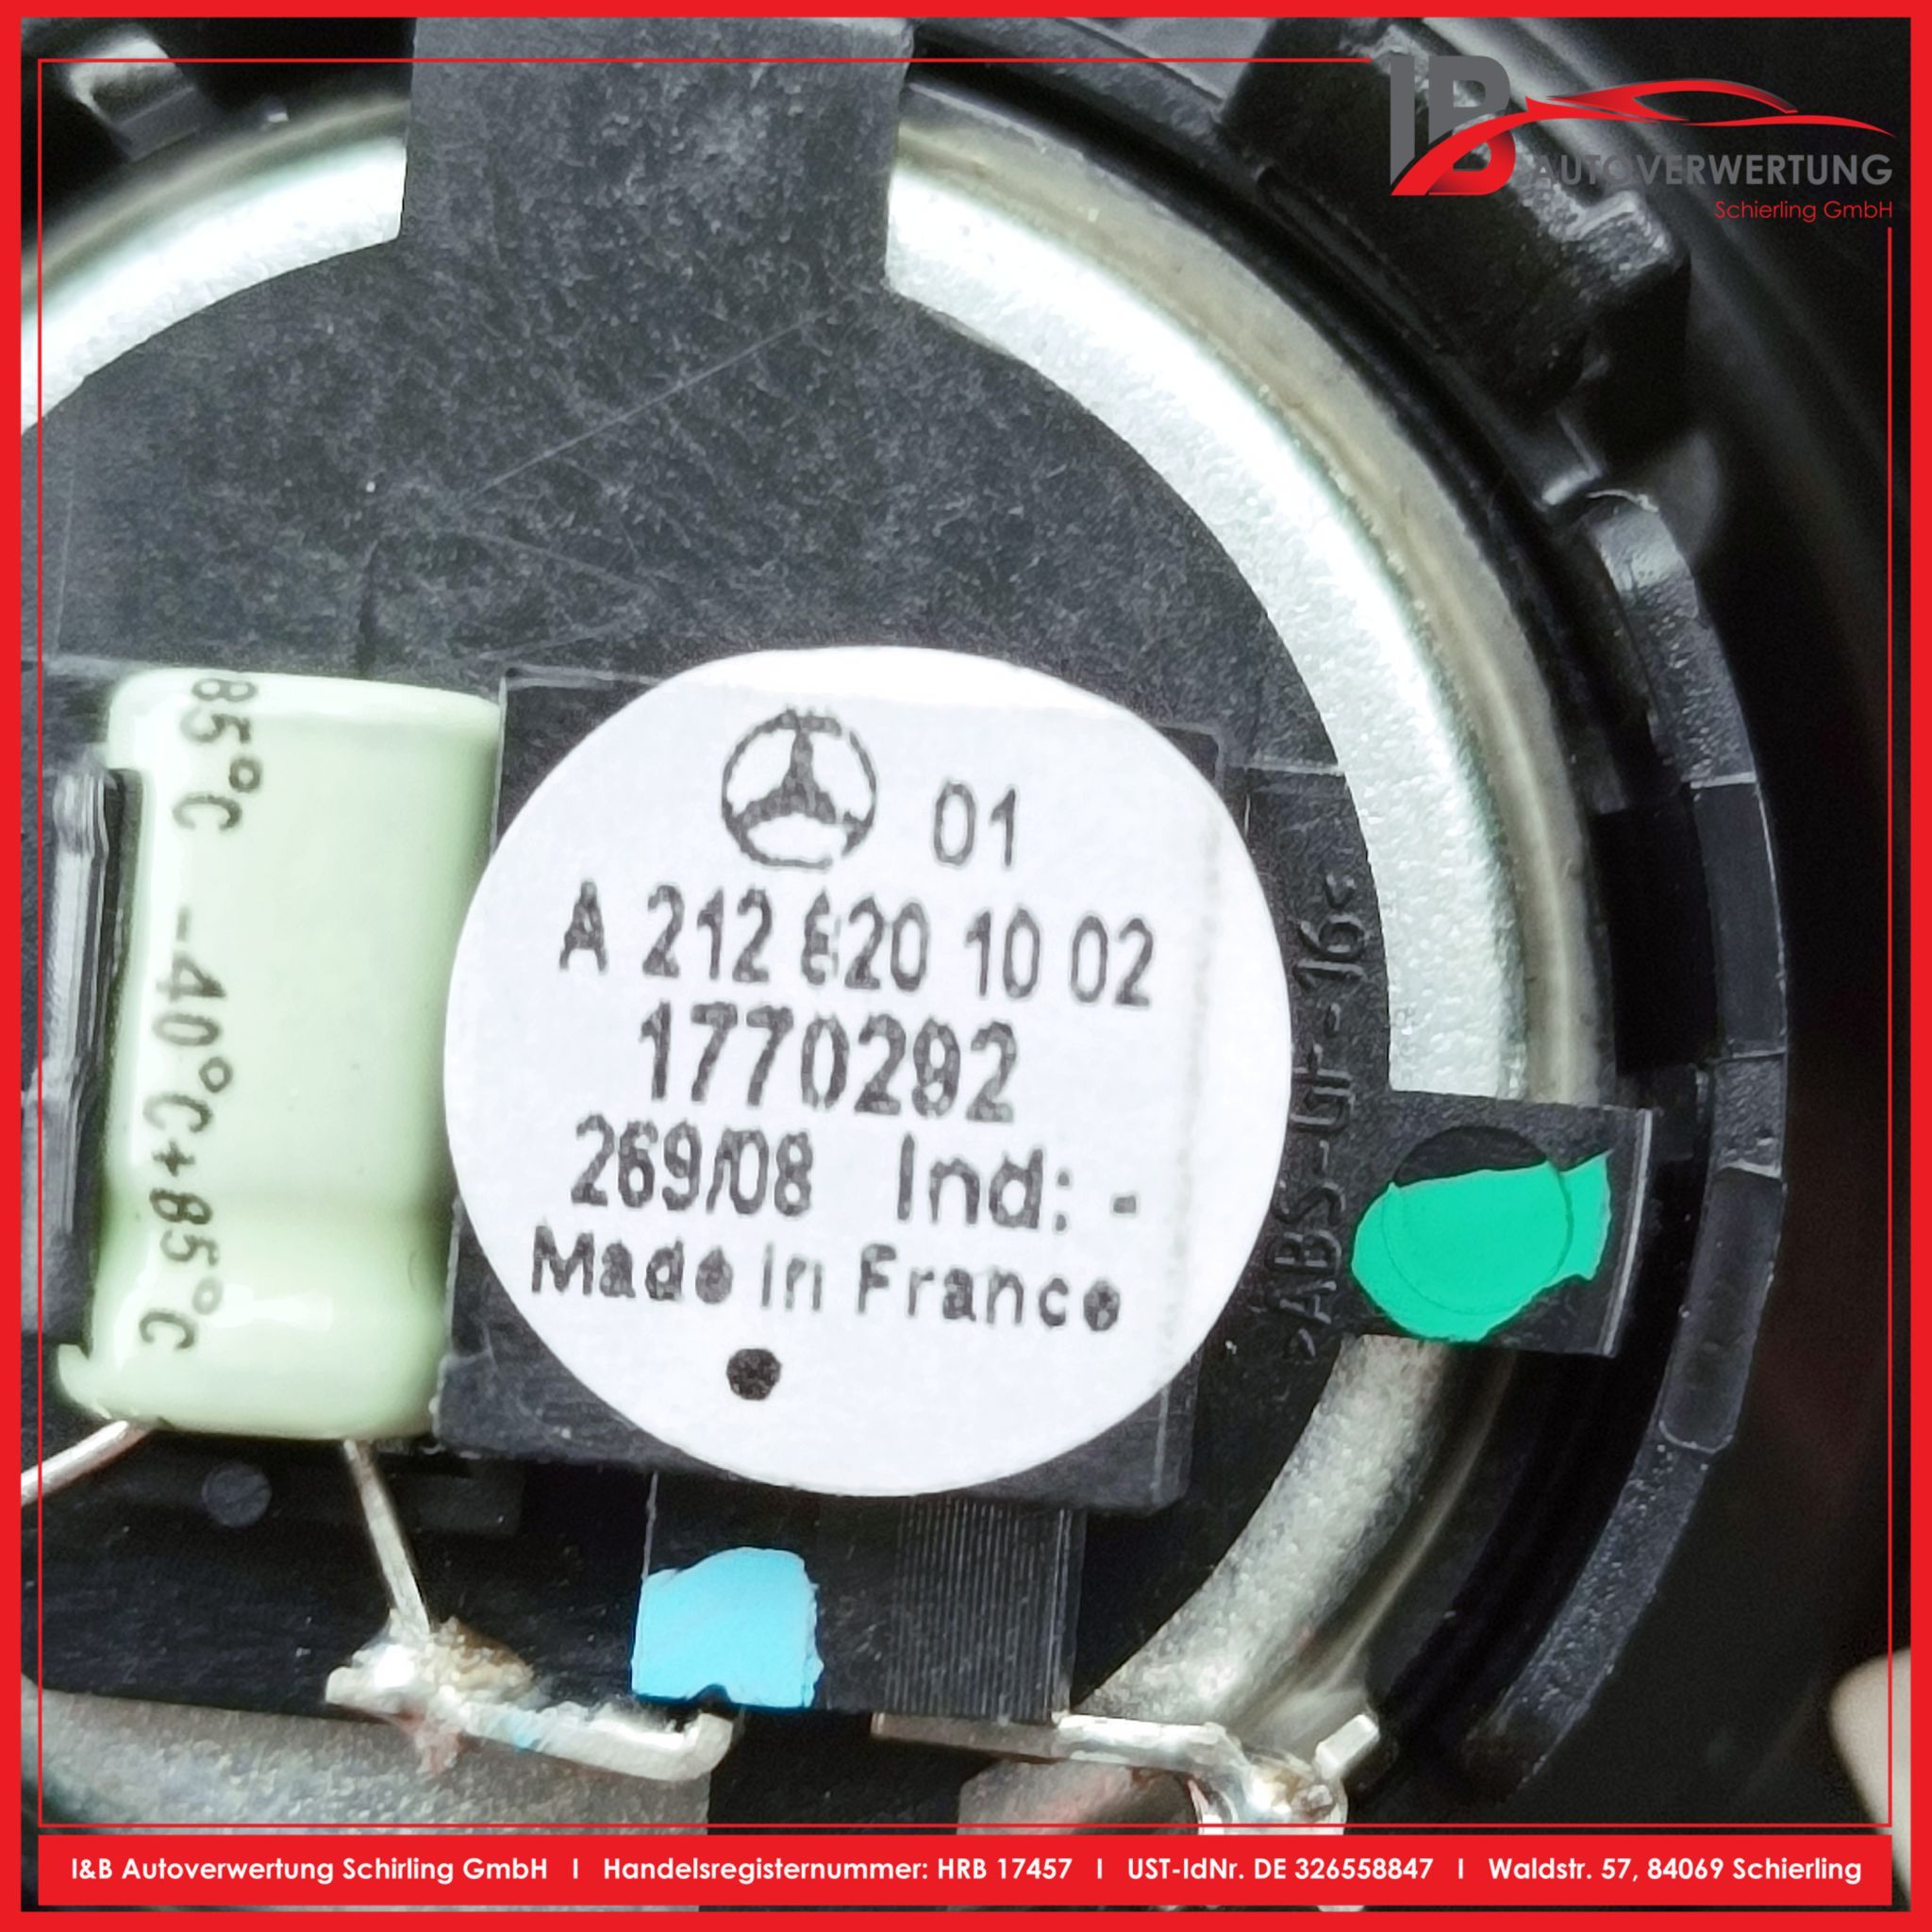 IB
AUTOVERWERTUNG
Schierling GmbH
85°C -40°C+85°C
01
A 212 820 10 02
1770292
269/08 Ind: -
Made in France
>ABS-GF-16<
I&B Autoverwertung Schirling GmbH I Handelsregisternummer: HRB 17457 I UST-IdNr. DE 326558847 I Waldstr. 57, 84069 Schierling